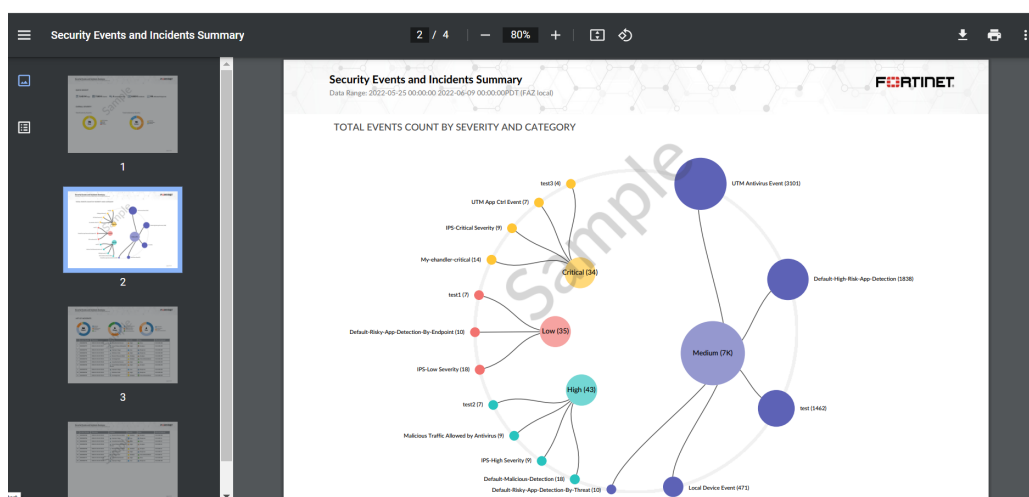 Security Events and Incidents Summary
2 / 4
80%
Security Events and Incidents Summary
Data Range: 2022-05-25 00:00:00 2022-06-09 00:00:00PDT (FAZ local)
FORTINET
TOTAL EVENTS COUNT BY SEVERITY AND CATEGORY
Sample
test3 (4)
UTM App Ctrl Event (7)
IPS-Critical Severity (9)
My-ehandler-critical (14)
Critical (34)
test1 (7)
Default-Risky-App-Detection-By-Endpoint (10)
IPS-Low Severity (18)
Low (35)
High (43)
test2 (7)
Malicious Traffic Allowed by Antivirus (9)
IPS-High Severity (9)
Default-Malicious-Detection (18)
Default-Risky-App-Detection-By-Threat (10)
UTM Antivirus Event (3101)
Default-High-Risk-App-Detection (1838)
Medium (7K)
test (1462)
Local Device Event (471)
1
Sample
2
3